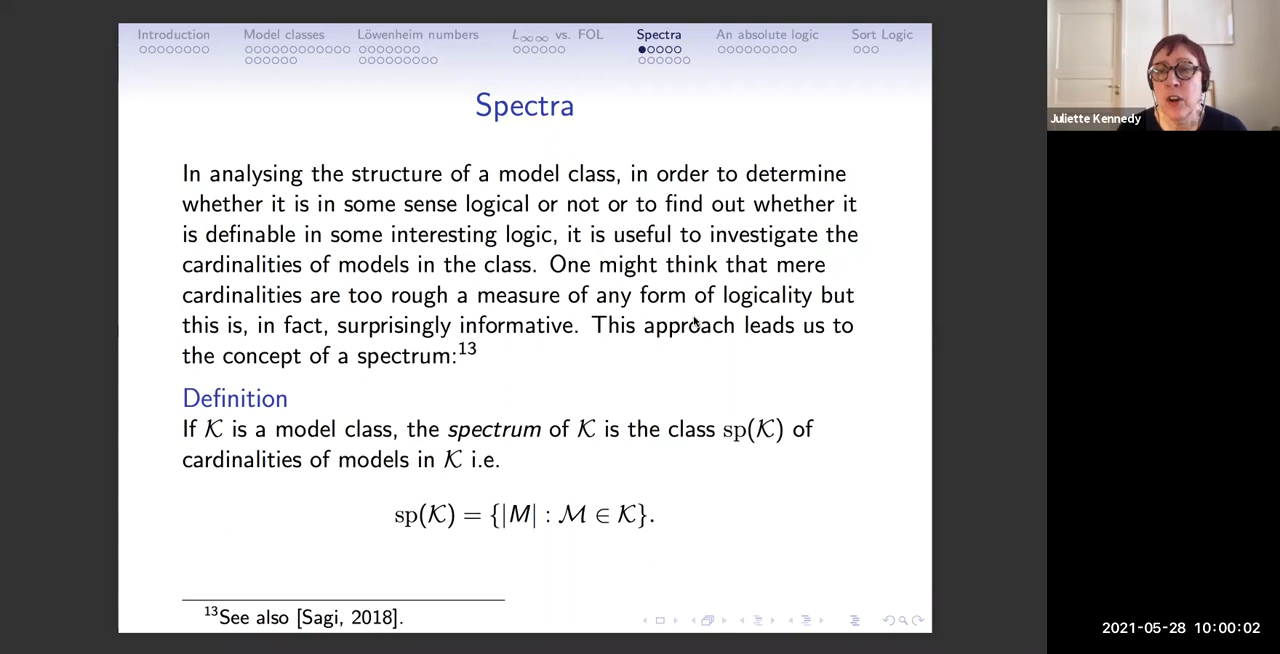 Introduction Model classes Löwenheim numbers L∞∞ vs. FOL Spectra An absolute logic Sort Logic
Spectra
In analysing the structure of a model class, in order to determine
whether it is in some sense logical or not or to find out whether it
is definable in some interesting logic, it is useful to investigate the
cardinalities of models in the class. One might think that mere
cardinalities are too rough a measure of any form of logicality but
this is, in fact, surprisingly informative. This approach leads us to
the concept of a spectrum:¹³
Definition
If 𝒦 is a model class, the spectrum of 𝒦 is the class sp(𝒦) of
cardinalities of models in 𝒦 i.e.
sp(𝒦) = {|M| : ℳ ∈ 𝒦}.
¹³See also [Sagi, 2018].
Juliette Kennedy
2021-05-28 10:00:02